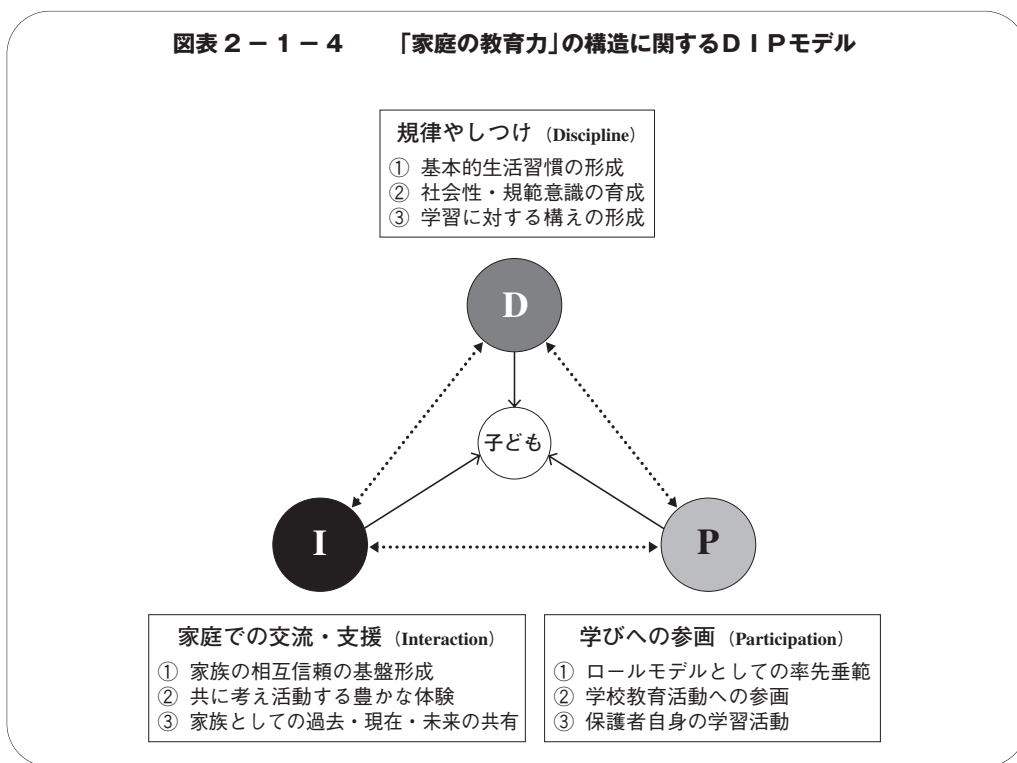 図表2－1－4　「家庭の教育力」の構造に関するDIPモデル
規律やしつけ（Discipline）
① 基本的生活習慣の形成
② 社会性・規範意識の育成
③ 学習に対する構えの形成
D
子ども
I
P
家庭での交流・支援（Interaction）
① 家族の相互信頼の基盤形成
② 共に考え活動する豊かな体験
③ 家族としての過去・現在・未来の共有
学びへの参画（Participation）
① ロールモデルとしての率先垂範
② 学校教育活動への参画
③ 保護者自身の学習活動